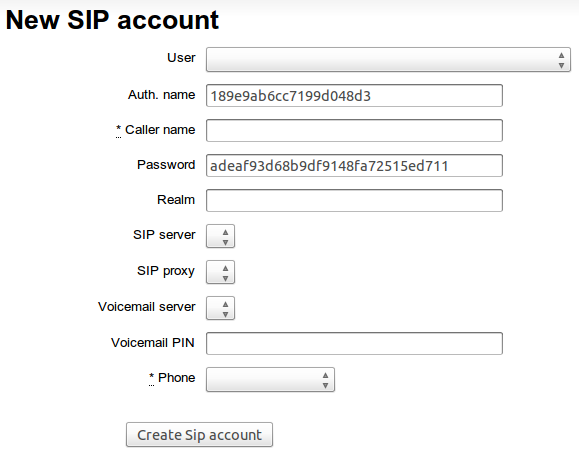 New SIP account
User
Auth. name 189e9ab6cc7199d048d3
* Caller name
Password adeaf93d68b9df9148fa72515ed711
Realm
SIP server
SIP proxy
Voicemail server
Voicemail PIN
* Phone
Create Sip account